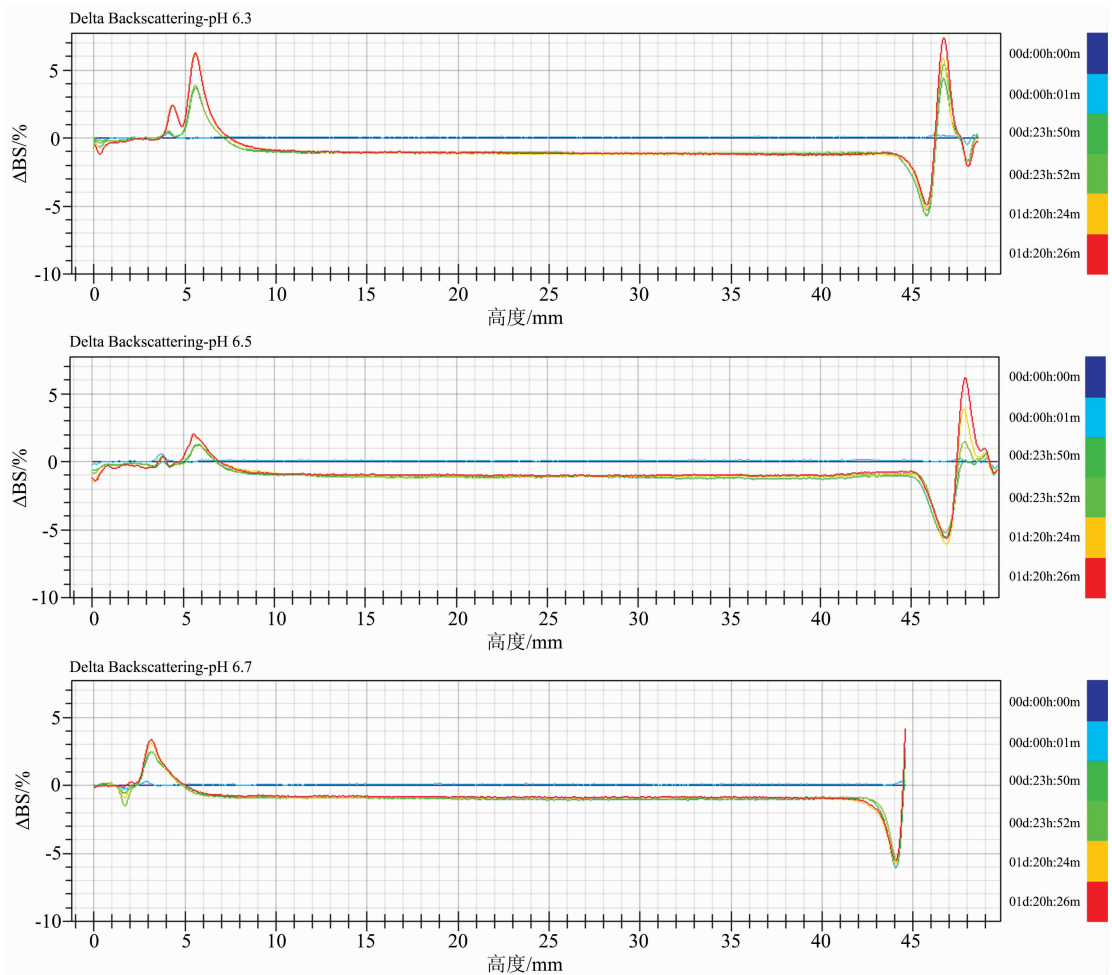 Delta Backscattering-pH 6.3
5
0
-5
-10
ΔBS/%
0 5 10 15 20 25 30 35 40 45
高度/mm
00d:00h:00m
00d:00h:01m
00d:23h:50m
00d:23h:52m
01d:20h:24m
01d:20h:26m
Delta Backscattering-pH 6.5
5
0
-5
-10
ΔBS/%
0 5 10 15 20 25 30 35 40 45
高度/mm
00d:00h:00m
00d:00h:01m
00d:23h:50m
00d:23h:52m
01d:20h:24m
01d:20h:26m
Delta Backscattering-pH 6.7
5
0
-5
-10
ΔBS/%
0 5 10 15 20 25 30 35 40 45
高度/mm
00d:00h:00m
00d:00h:01m
00d:23h:50m
00d:23h:52m
01d:20h:24m
01d:20h:26m